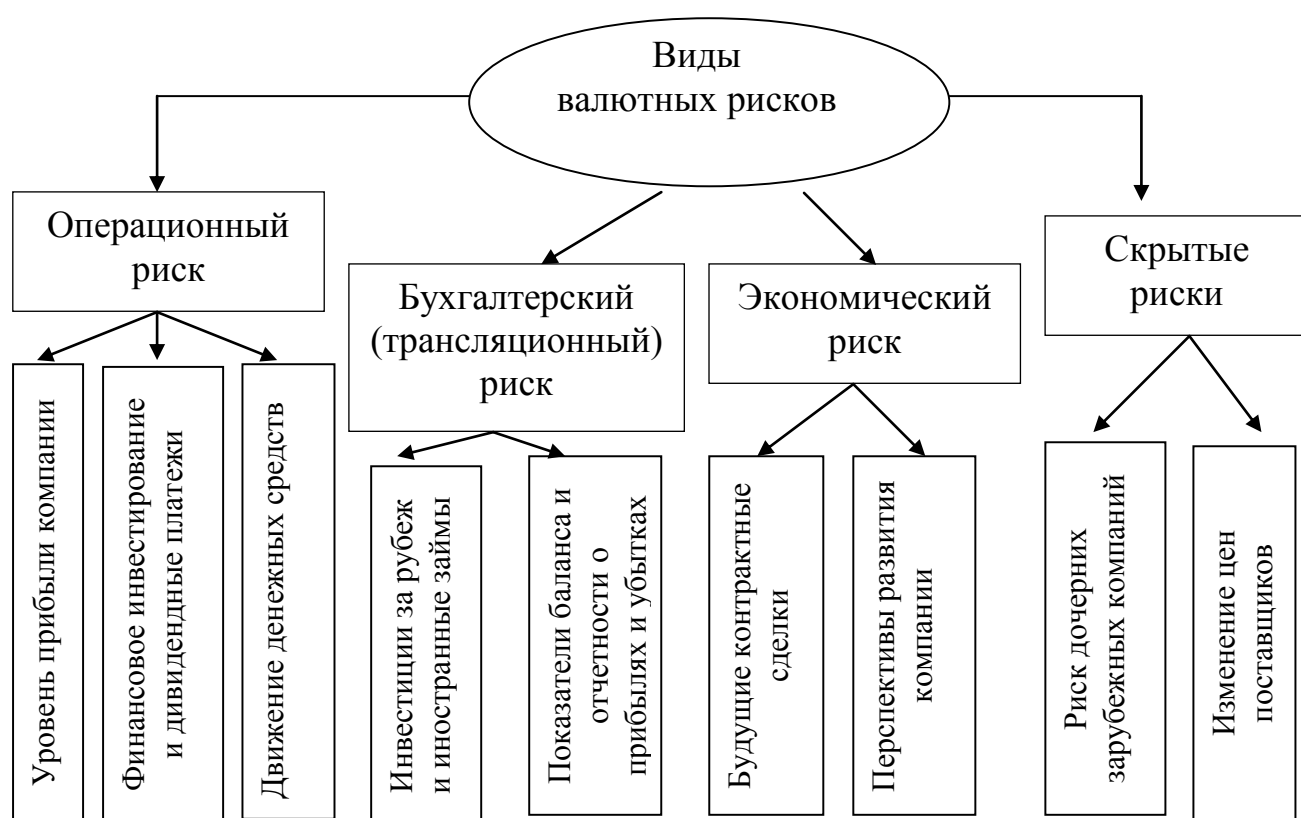 Виды
валютных рисков
Операционный
риск
Бухгалтерский
(трансляционный)
риск
Экономический
риск
Скрытые
риски
Уровень прибыли компании
Финансовое инвестирование
и дивидендные платежи
Движение денежных средств
Инвестиции за рубеж
и иностранные займы
Показатели баланса и
отчетности о
прибылях и убытках
Будущие контрактные
сделки
Перспективы развития
компании
Риск дочерних
зарубежных компаний
Изменение цен
поставщиков